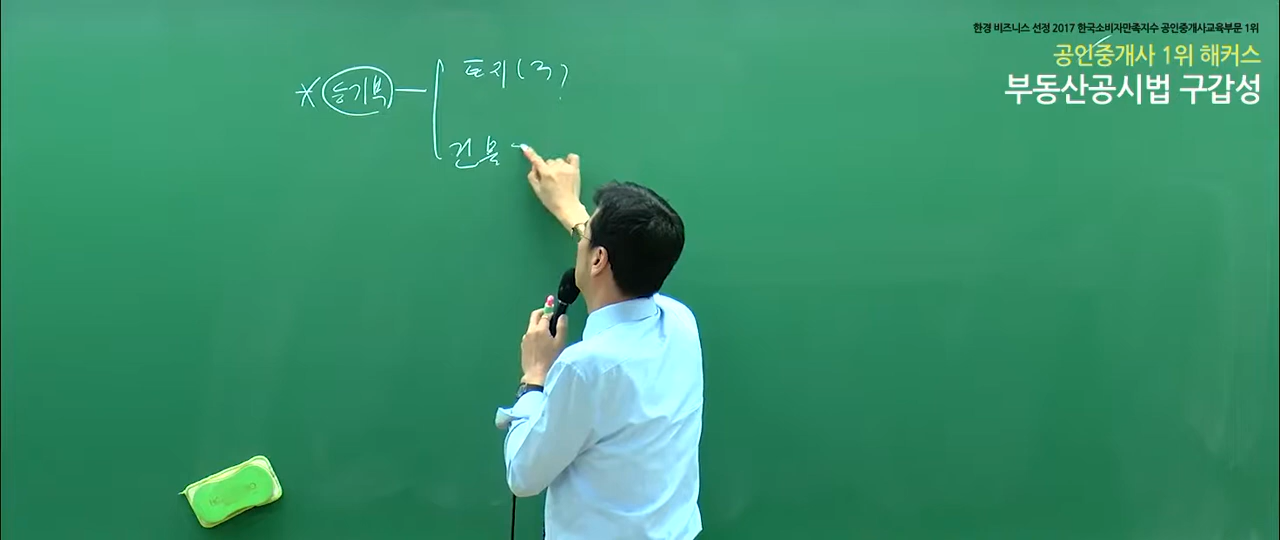 한경 비즈니스 선정 2017 한국소비자만족지수 공인중개사교육부문 1위
공인중개사 1위 해커스
부동산공시법 구갑성
* 등기부
토지
건물